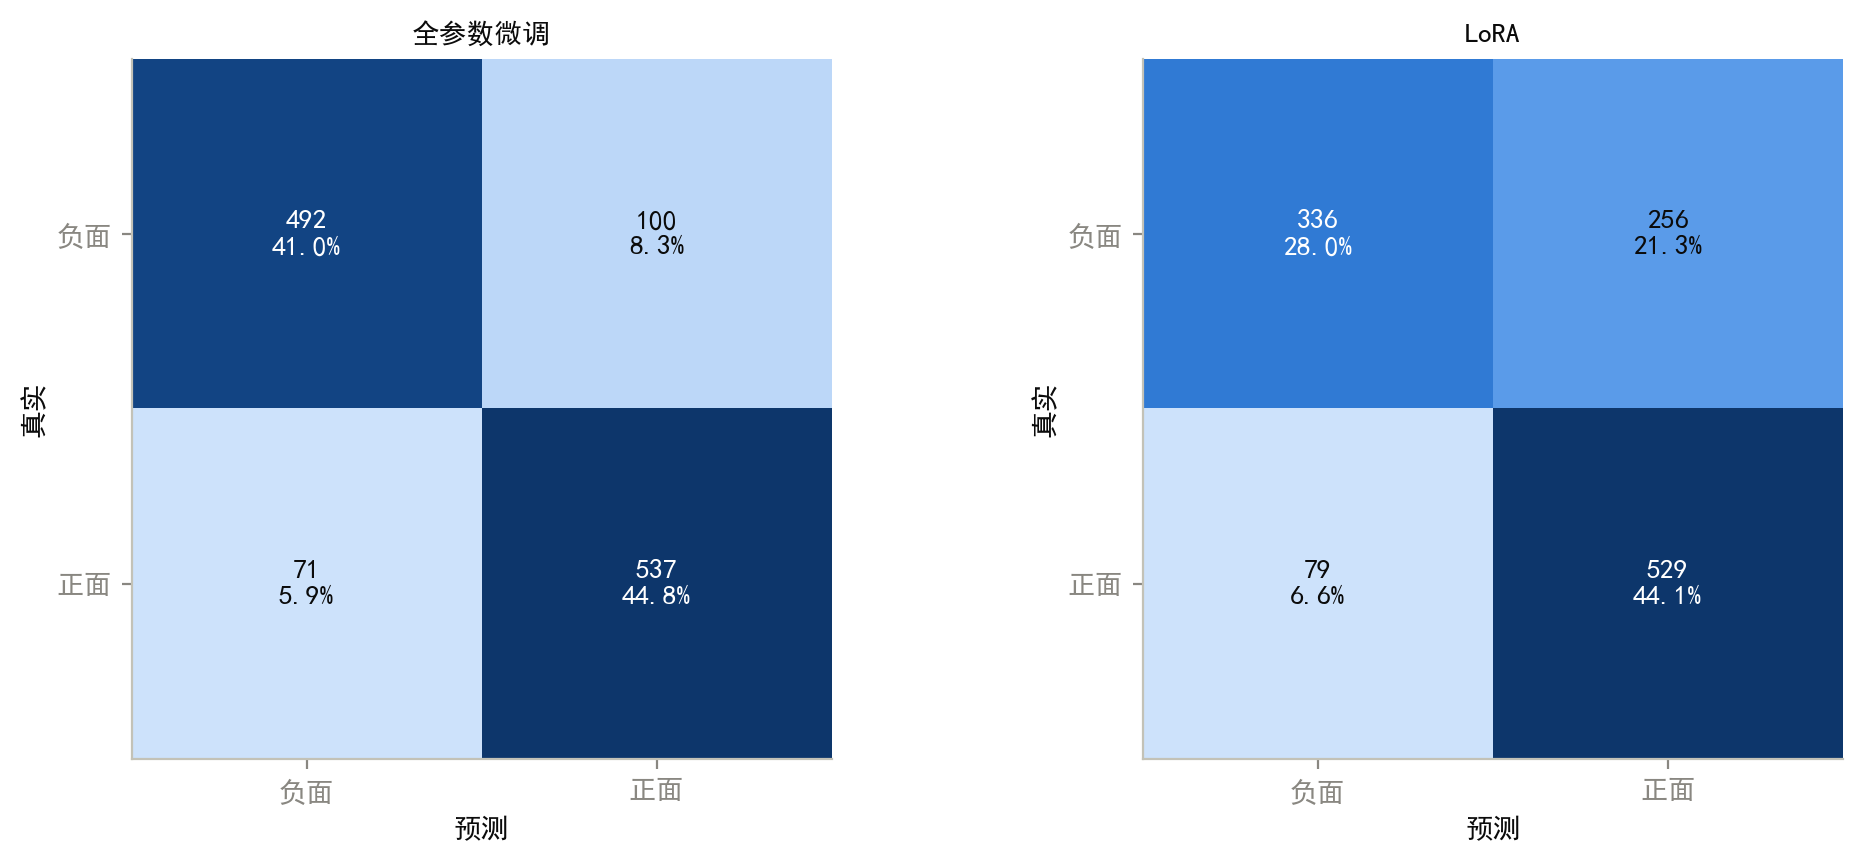 全参数微调
真实
负面
492
41.0%
100
8.3%
正面
71
5.9%
537
44.8%
负面
正面
预测
LoRA
真实
负面
336
28.0%
256
21.3%
正面
79
6.6%
529
44.1%
负面
正面
预测